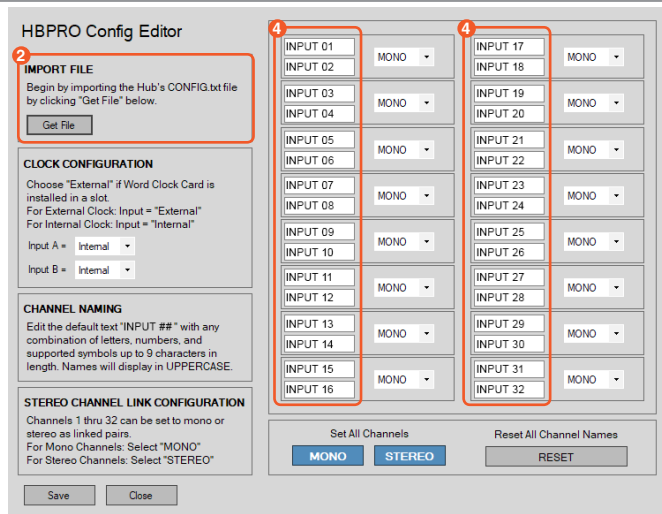 HBPRO Config Editor
2
IMPORT FILE
Begin by importing the Hub's CONFIG.txt file
by clicking "Get File" below.
Get File
CLOCK CONFIGURATION
Choose "External" if Word Clock Card is
installed in a slot.
For External Clock: Input = "External"
For Internal Clock: Input = "Internal"
Input A = Internal
Input B = Internal
CHANNEL NAMING
Edit the default text "INPUT ##" with any
combination of letters, numbers, and
supported symbols up to 9 characters in
length. Names will display in UPPERCASE.
STEREO CHANNEL LINK CONFIGURATION
Channels 1 thru 32 can be set to mono or
stereo as linked pairs.
For Mono Channels: Select "MONO"
For Stereo Channels: Select "STEREO"
Save Close
4
INPUT 01
MONO
INPUT 02
INPUT 03
MONO
INPUT 04
INPUT 05
MONO
INPUT 06
INPUT 07
MONO
INPUT 08
INPUT 09
MONO
INPUT 10
INPUT 11
MONO
INPUT 12
INPUT 13
MONO
INPUT 14
INPUT 15
MONO
INPUT 16
4
INPUT 17
MONO
INPUT 18
INPUT 19
MONO
INPUT 20
INPUT 21
MONO
INPUT 22
INPUT 23
MONO
INPUT 24
INPUT 25
MONO
INPUT 26
INPUT 27
MONO
INPUT 28
INPUT 29
MONO
INPUT 30
INPUT 31
MONO
INPUT 32
Set All Channels
MONO STEREO
Reset All Channel Names
RESET